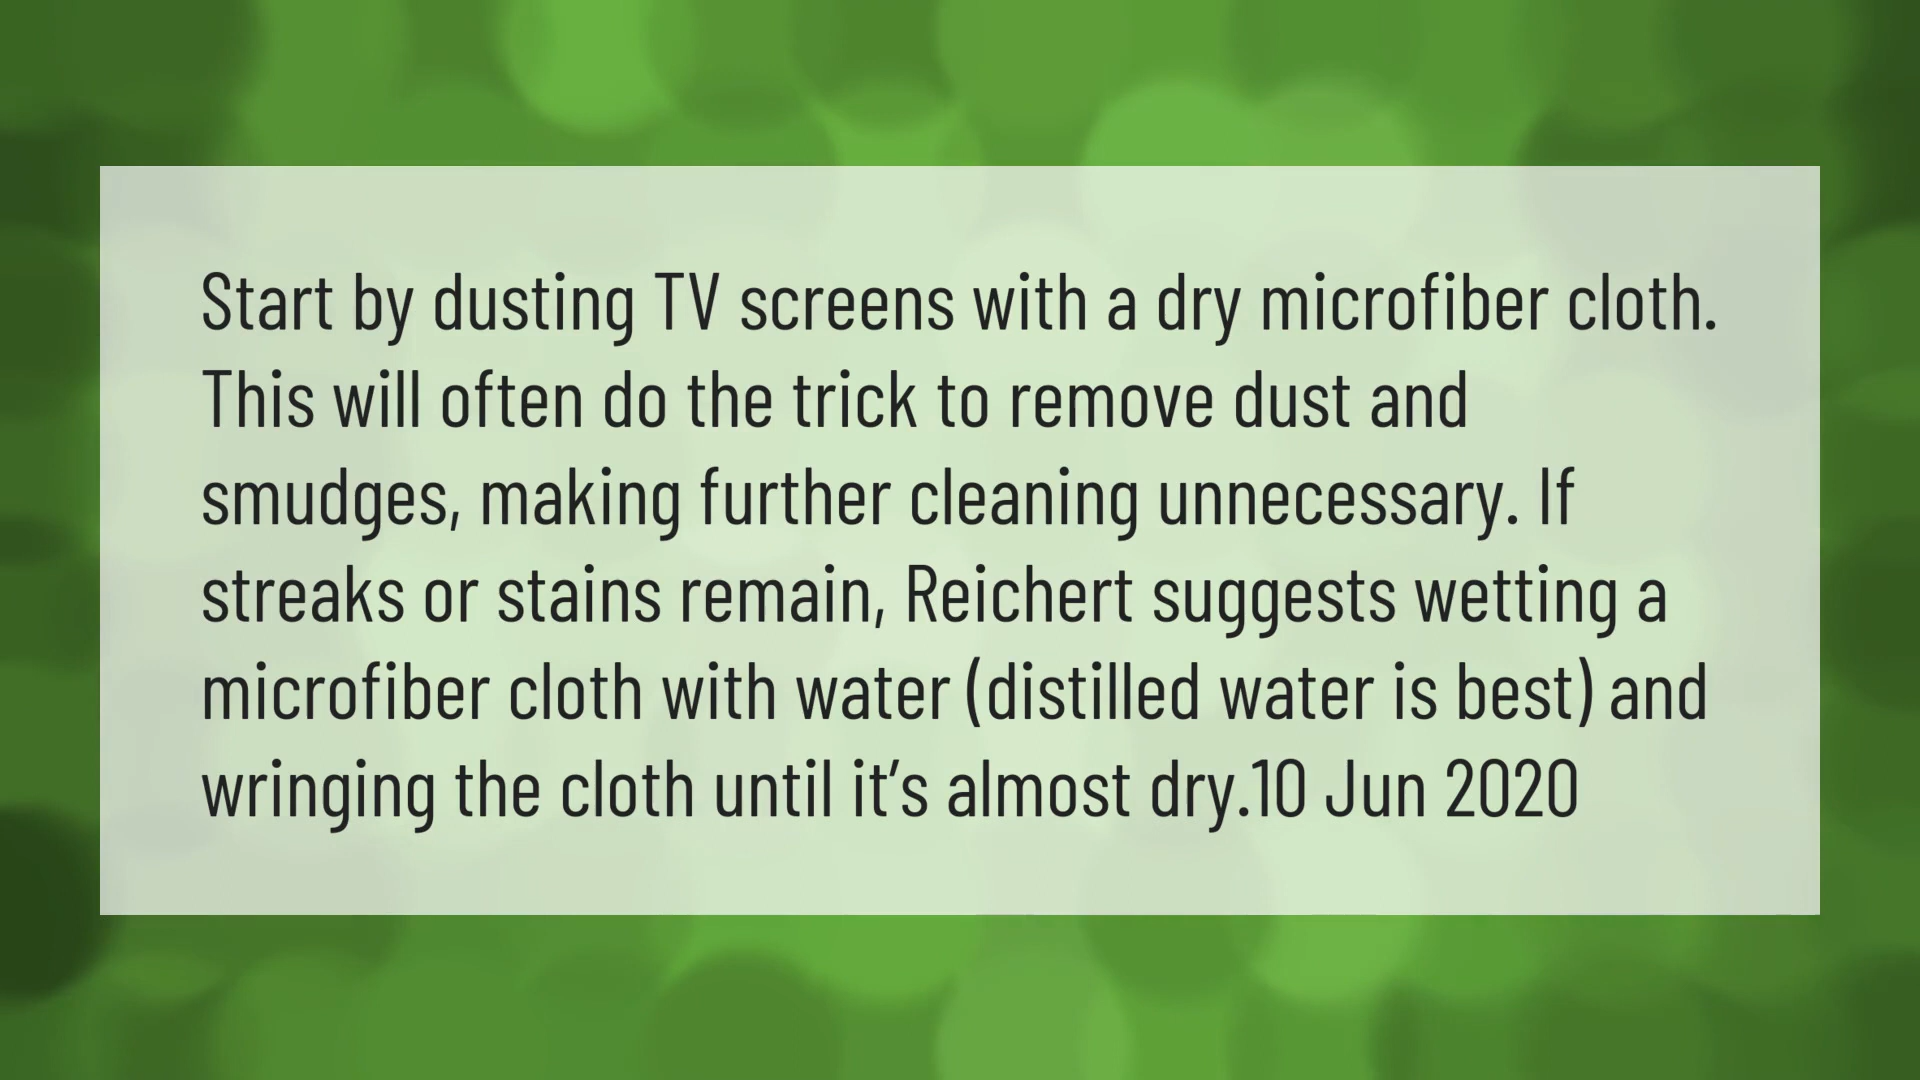 Start by dusting TV screens with a dry microfiber cloth.
This will often do the trick to remove dust and
smudges, making further cleaning unnecessary. If
streaks or stains remain, Reichert suggests wetting a
microfiber cloth with water (distilled water is best) and
wringing the cloth until it’s almost dry.10 Jun 2020